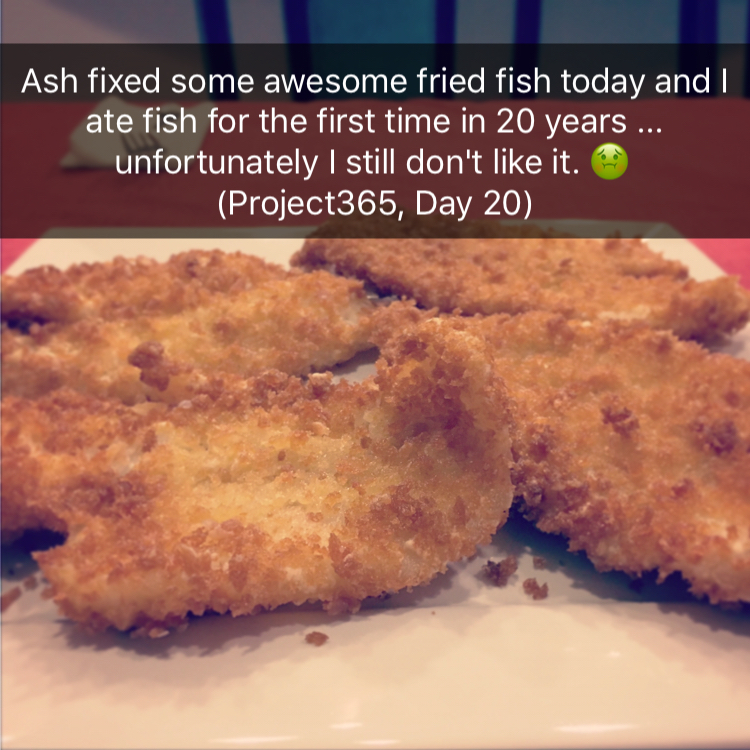 Ash fixed some awesome fried fish today and I
ate fish for the first time in 20 years ...
unfortunately I still don't like it. 🤢
(Project365, Day 20)